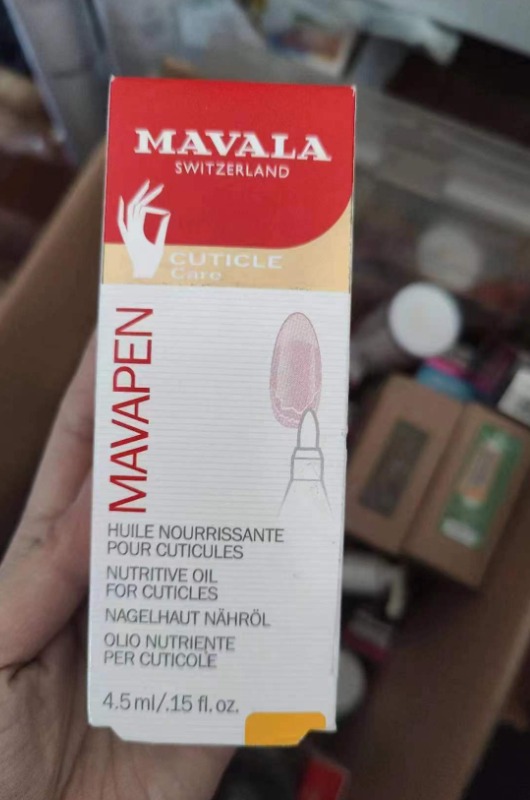 MAVALA
SWITZERLAND
CUTICLE
Care
MAVAPEN
HUILE NOURRISSANTE
POUR CUTICULES
NUTRITIVE OIL
FOR CUTICLES
NAGELHAUT NÄHRÖL
OLIO NUTRIENTE
PER CUTICOLE
4.5 ml/.15 fl. oz.